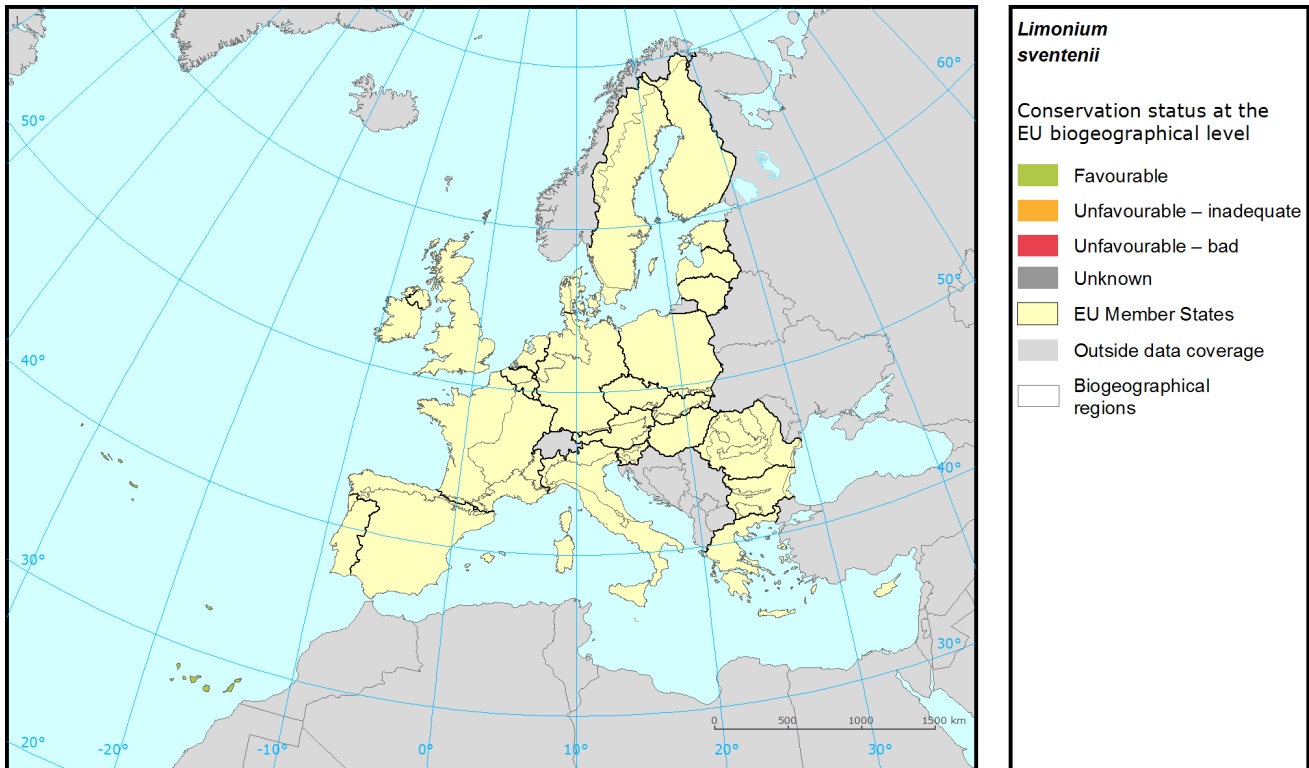 60°
50°
50°
40°
40°
30°
30°
0 500 1000 1500 km
20° -20° -10° 0° 10° 20° 30°
Limonium
sventenii
Conservation status at the
EU biogeographical level
Favourable
Unfavourable – inadequate
Unfavourable – bad
Unknown
EU Member States
Outside data coverage
Biogeographical
regions